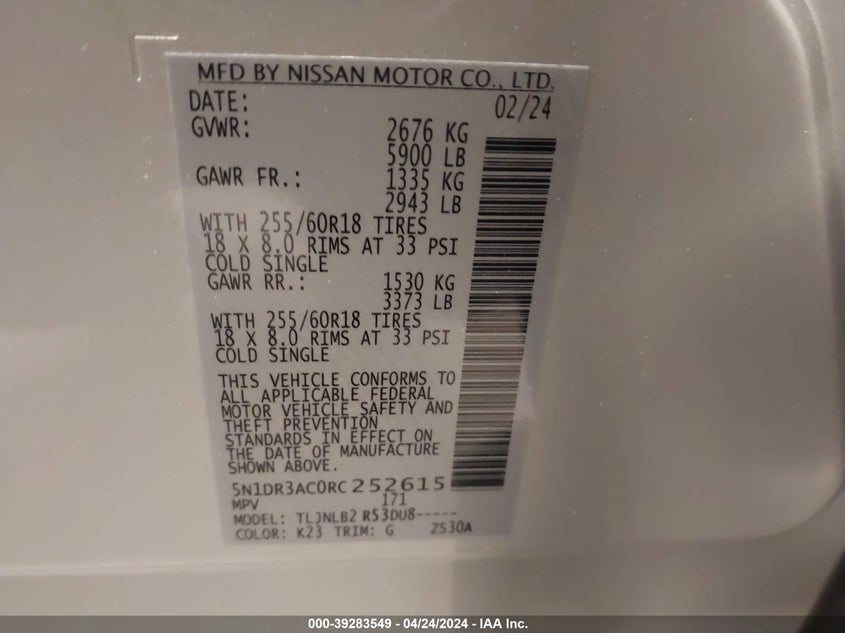 MFD BY NISSAN MOTOR CO., LTD.
DATE: 02/24
GVWR: 2676 KG
5900 LB
GAWR FR.: 1335 KG
2943 LB
WITH 255/60R18 TIRES
18 X 8.0 RIMS AT 33 PSI
COLD SINGLE
GAWR RR.: 1530 KG
3373 LB
WITH 255/60R18 TIRES
18 X 8.0 RIMS AT 33 PSI
COLD SINGLE
THIS VEHICLE CONFORMS TO
ALL APPLICABLE FEDERAL
MOTOR VEHICLE SAFETY AND
THEFT PREVENTION
STANDARDS IN EFFECT ON
THE DATE OF MANUFACTURE
SHOWN ABOVE.
5N1DR3AC0RC252615
MPV 171
MODEL: TLJNLB2 R53DU8-----
COLOR: K23 TRIM: G ZS30A
000-39283549 - 04/24/2024 - IAA Inc.